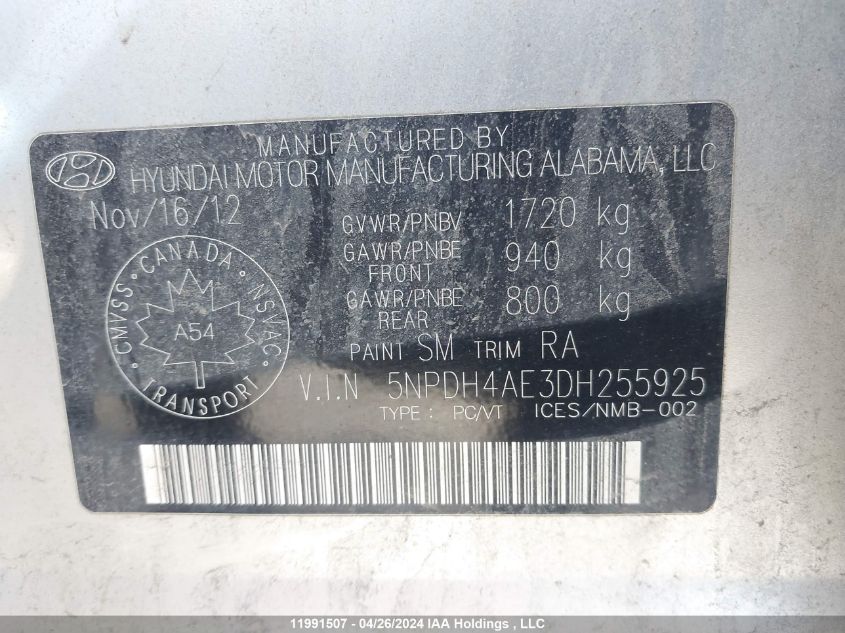 MANUFACTURED BY
HYUNDAI MOTOR MANUFACTURING ALABAMA, LLC
Nov/16/12
GVWR/PNBV 1720 kg
GAWR/PNBE FRONT 940 kg
GAWR/PNBE REAR 800 kg
CANADA
CMVSS NSVAC
A54
TRANSPORT
PAINT SM TRIM RA
V.I.N 5NPDH4AE3DH255925
TYPE : PC/VT ICES/NMB-002
11991507 - 04/26/2024 IAA Holdings , LLC